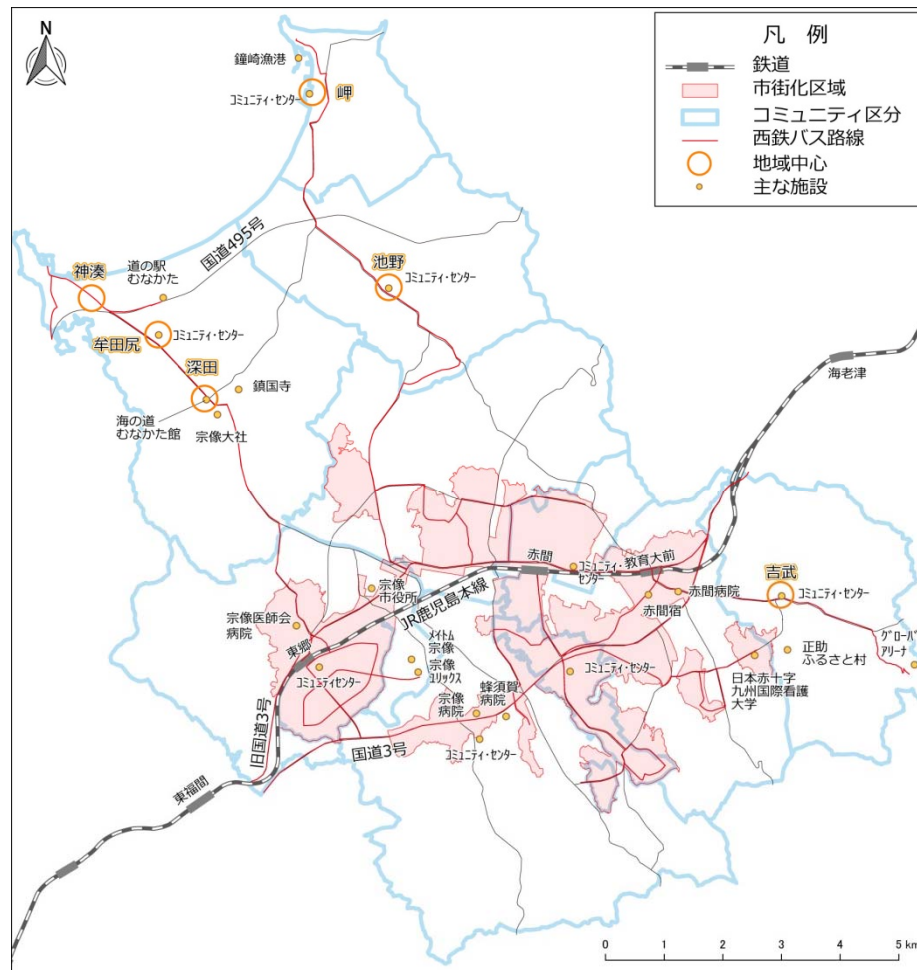 N
凡 例
鉄道
市街化区域
コミュニティ区分
西鉄バス路線
地域中心
主な施設
鐘崎漁港
コミュニティ・センター
岬
国道495号
神湊
道の駅
むなかた
池野
コミュニティ・センター
牟田尻
コミュニティ・センター
深田
鎮国寺
海の道
むなかた館
宗像大社
海老津
赤間
コミュニティ・
センター
教育大前
宗像
市役所
JR鹿児島本線
赤間病院
赤間宿
吉武
コミュニティ・センター
宗像医師会
病院
東郷
コミュニティセンター
メイトム
宗像
宗像
ユリックス
宗像
病院
蜂須賀
病院
コミュニティ・センター
コミュニティ・センター
日本赤十字
九州国際看護
大学
正助
ふるさと村
グローバル
アリーナ
旧国道3号
国道3号
東福間
0 1 2 3 4 5 km